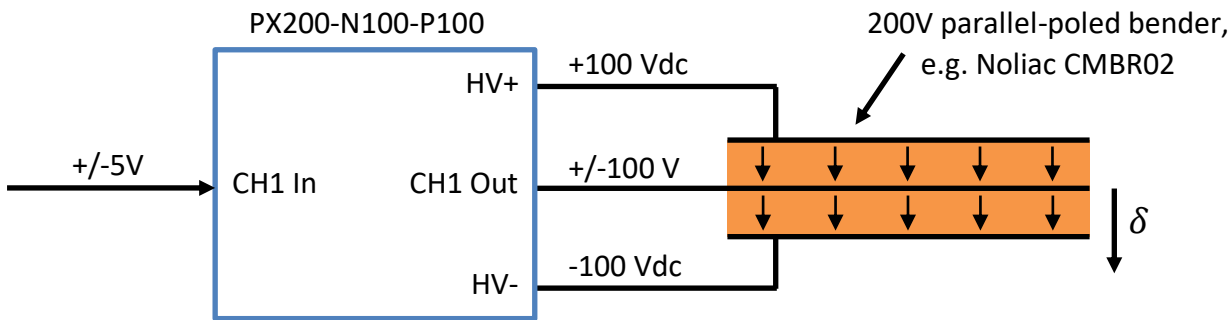 PX200-N100-P100
200V parallel-poled bender,
e.g. Noliac CMBR02
HV+
+100 Vdc
+/-5V
CH1 In
CH1 Out
+/-100 V
δ
HV-
-100 Vdc